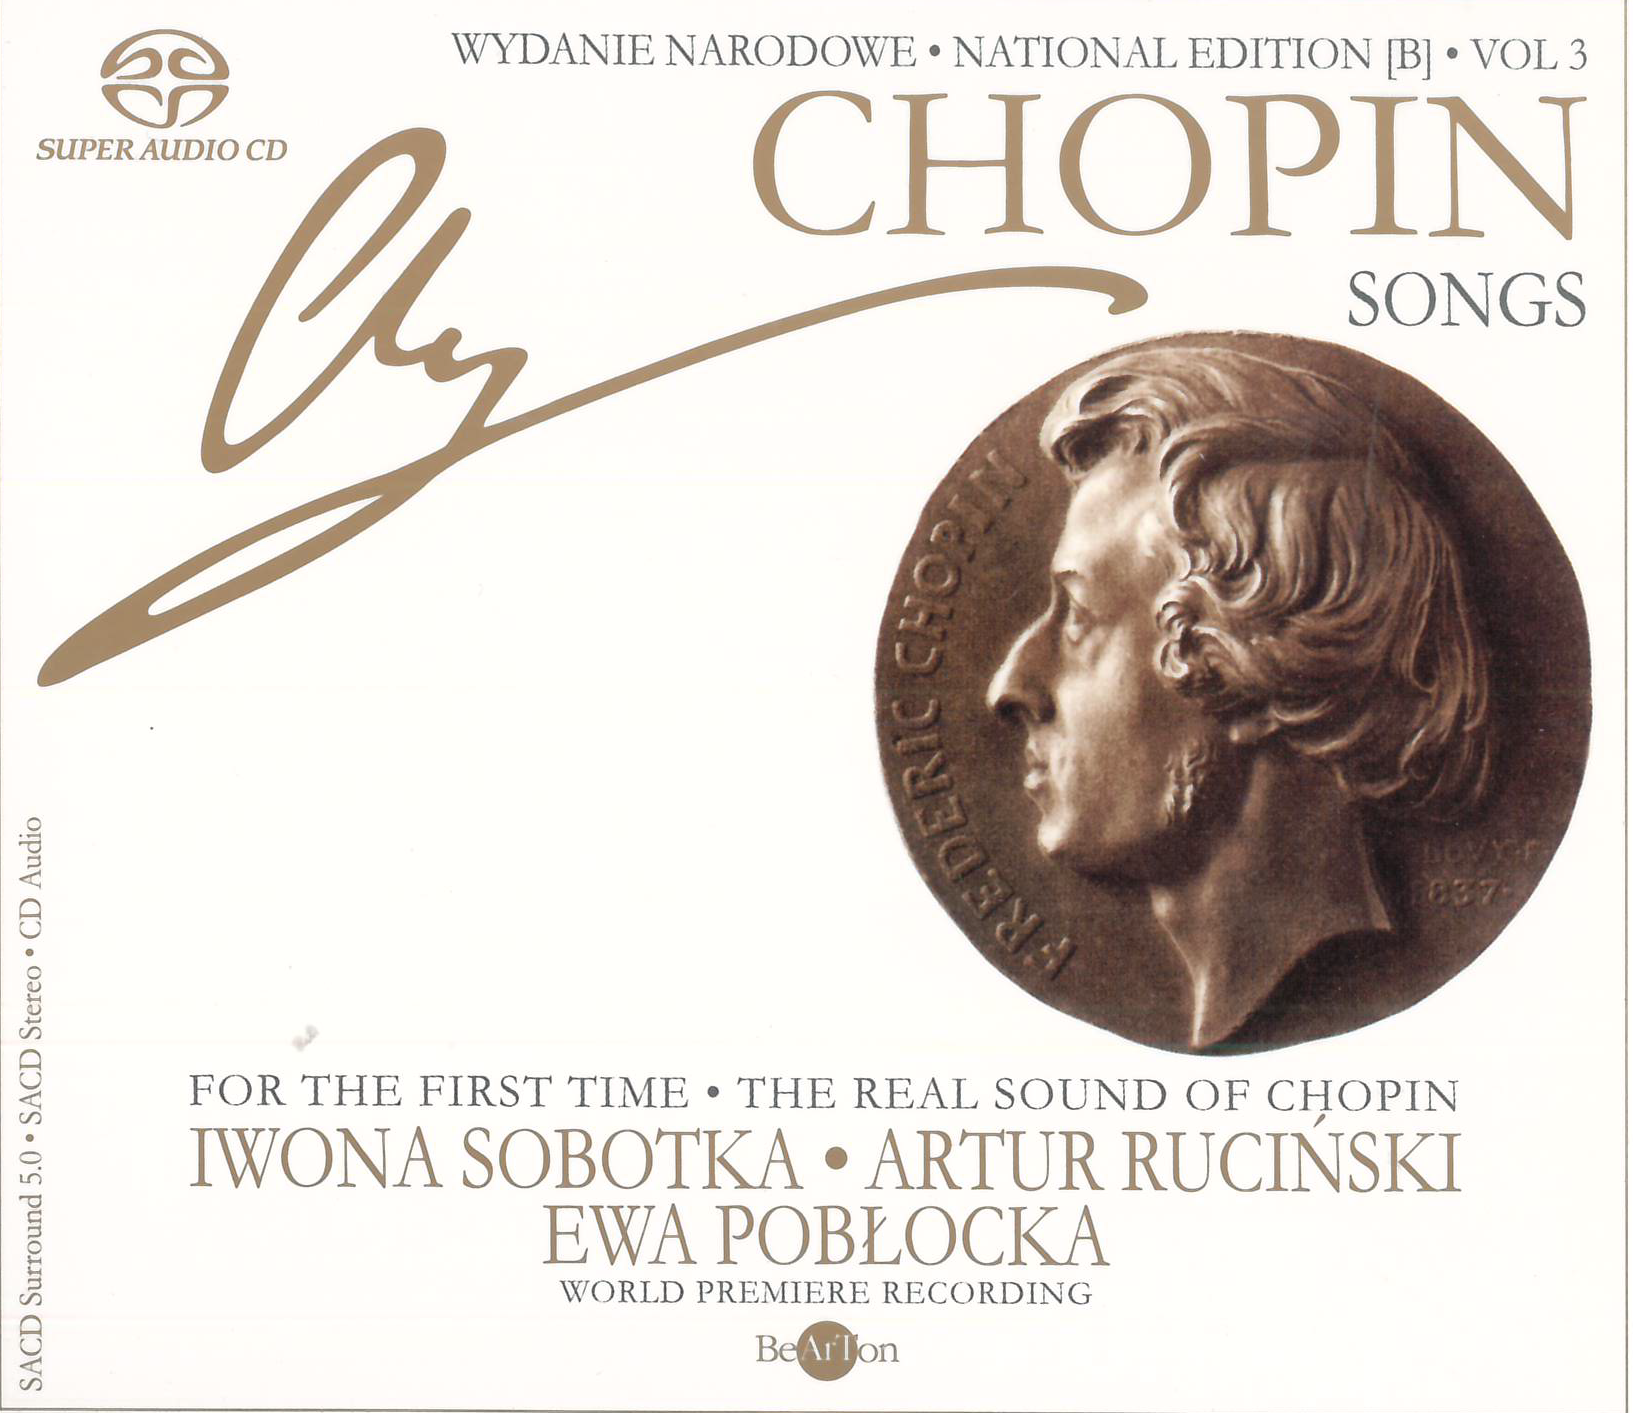 WYDANIE NARODOWE • NATIONAL EDITION [B] • VOL 3
SUPER AUDIO CD
CHOPIN
SONGS
FREDERIC CHOPIN
SACD Surround 5.0 • SACD Stereo • CD Audio
FOR THE FIRST TIME • THE REAL SOUND OF CHOPIN
IWONA SOBOTKA • ARTUR RUCIŃSKI
EWA POBŁOCKA
WORLD PREMIERE RECORDING
BeArTon